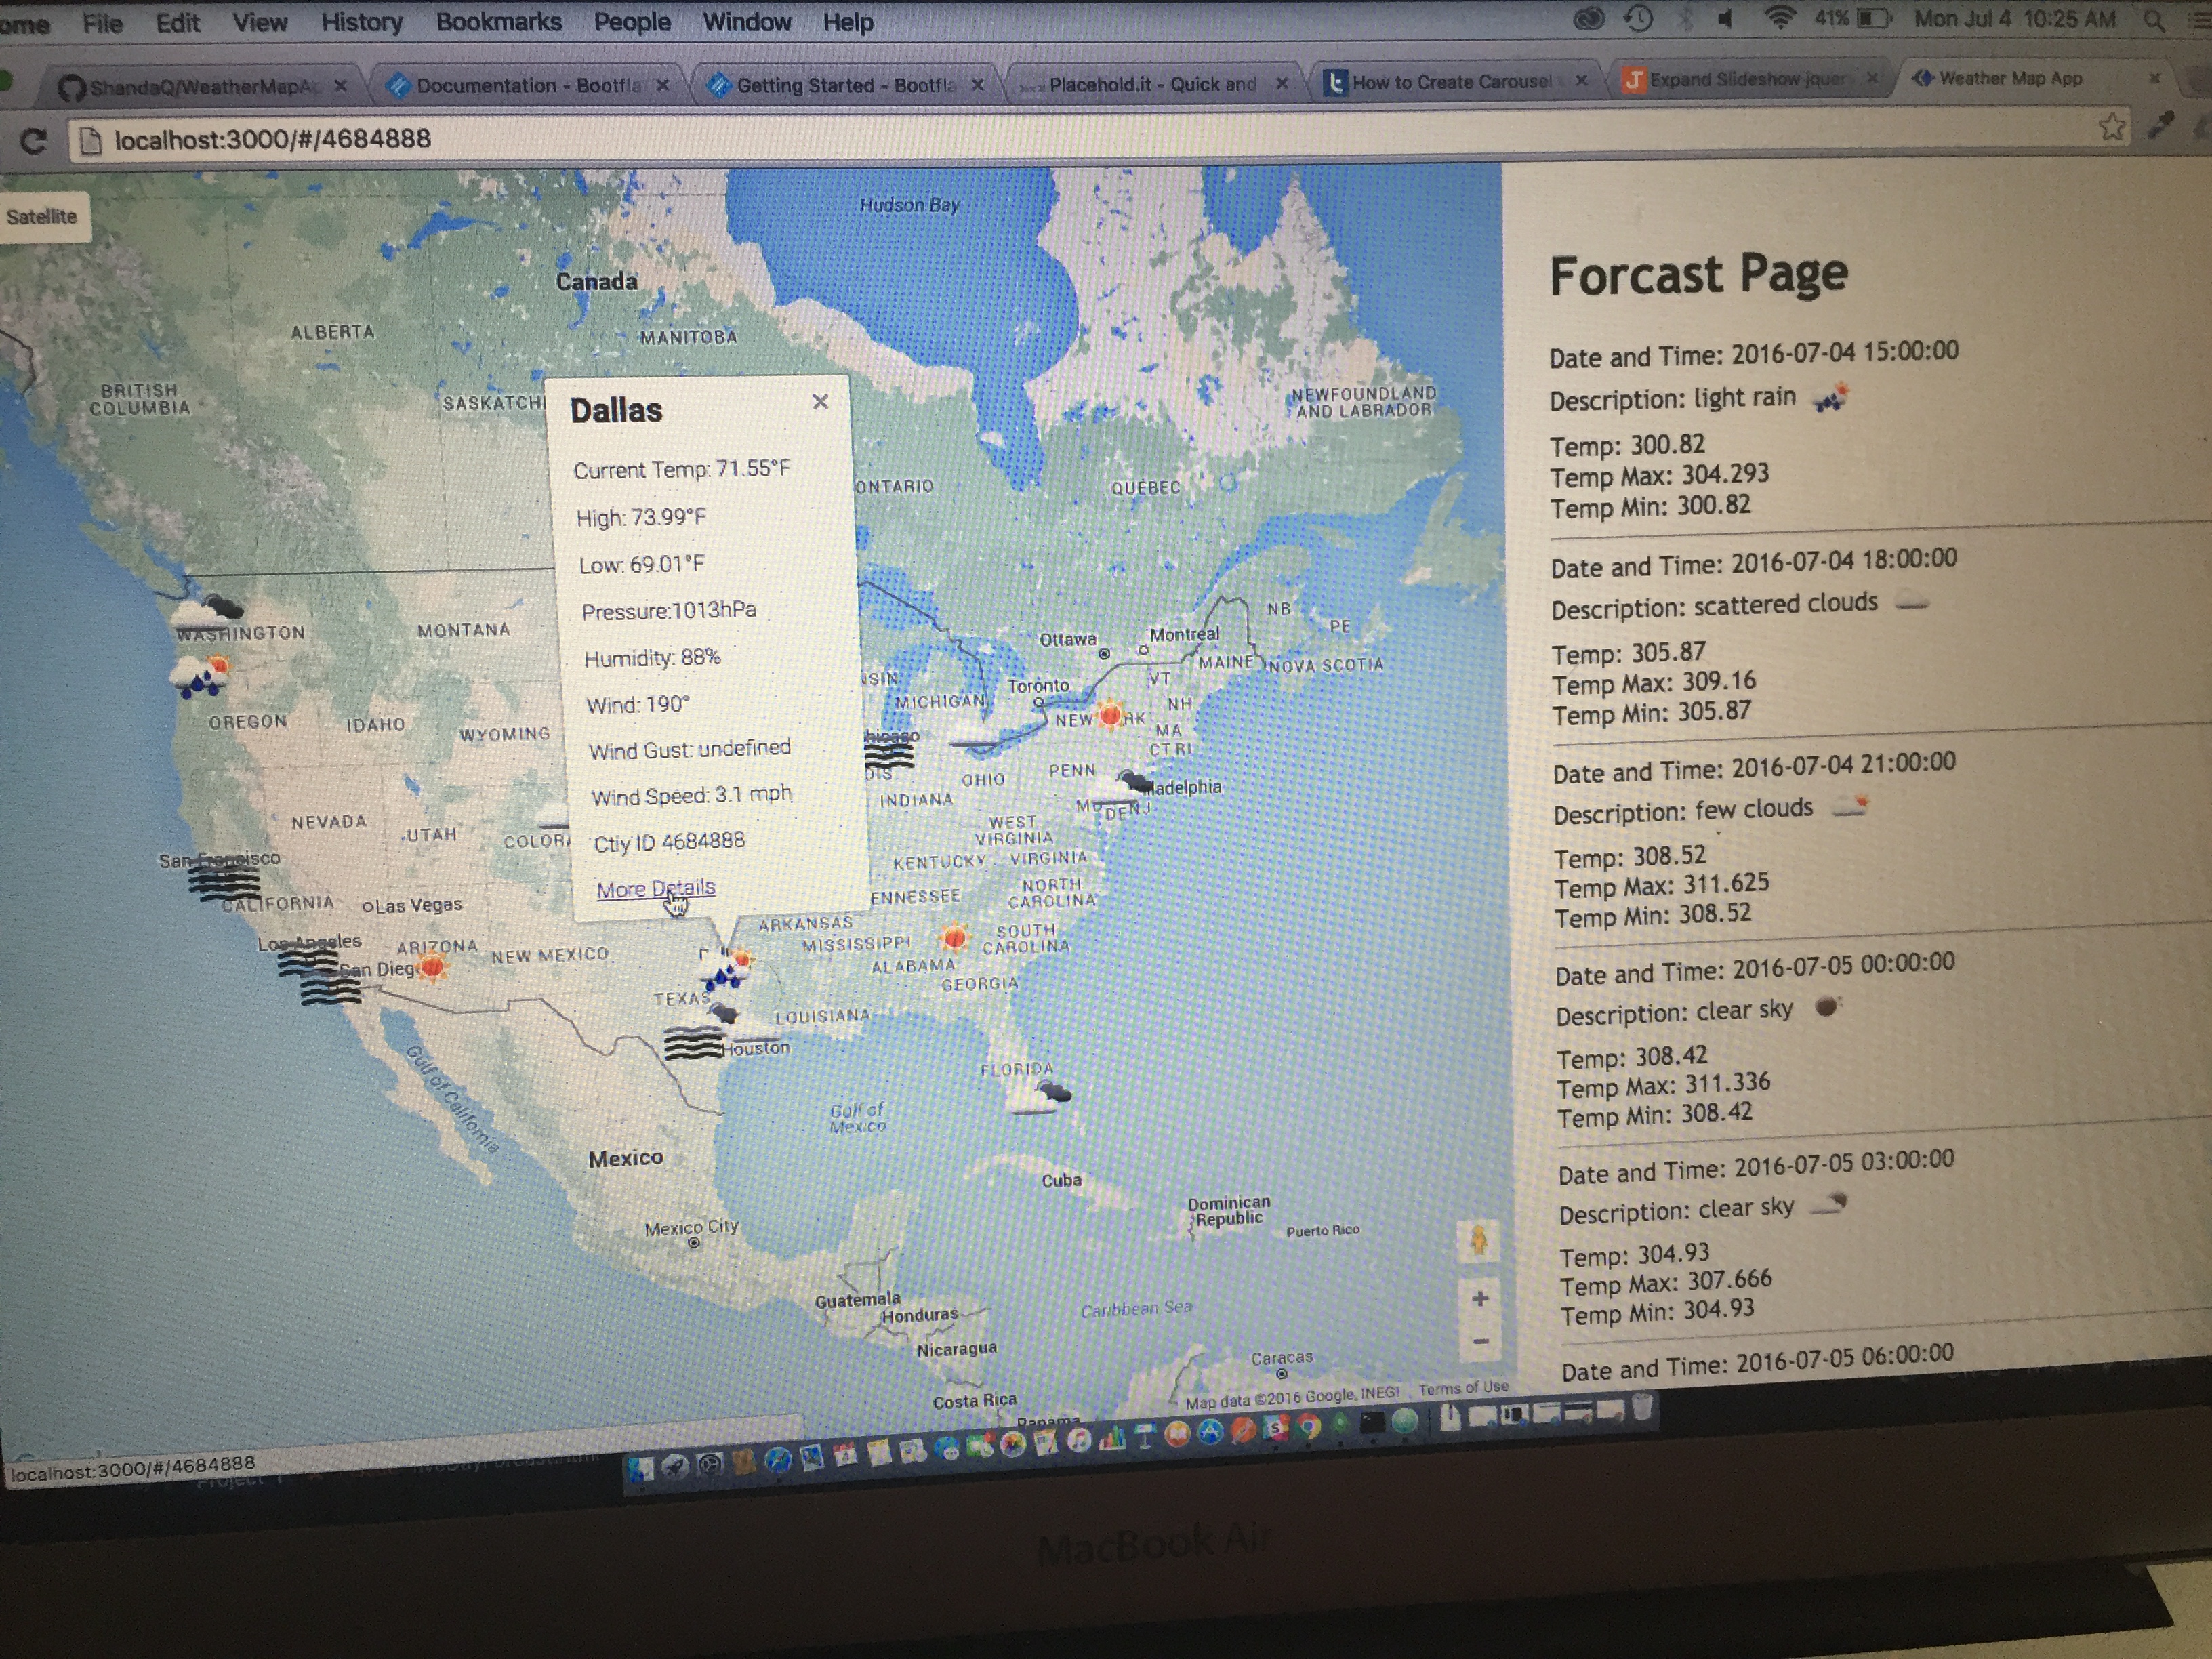 ome File Edit View History Bookmarks People Window Help 41% Mon Jul 4 10:25 AM
ShandaQ/WeatherMapAp Documentation - Bootfla Getting Started - Bootfla Placehold.it - Quick and How to Create Carousel Expand Slideshow jquer Weather Map App
localhost:3000/#/4684888
Satellite
Hudson Bay
Canada
ALBERTA
MANITOBA
BRITISH
COLUMBIA
SASKATCH
NEWFOUNDLAND
AND LABRADOR
ONTARIO
QUÉBEC
Dallas
Current Temp: 71.55°F
High: 73.99°F
Low: 69.01°F
Pressure:1013hPa
Humidity: 88%
Wind: 190°
Wind Gust: undefined
Wind Speed: 3.1 mph
Ctiy ID 4684888
More Details
WASHINGTON
MONTANA
OREGON
IDAHO
WYOMING
NEVADA
UTAH
COLORA
San Francisco
CALIFORNIA
Las Vegas
Los Angeles
ARIZONA
NEW MEXICO
San Dieg
TEXAS
Houston
LOUISIANA
ARKANSAS
MISSISSIPPI
ALABAMA
GEORGIA
SOUTH
CAROLINA
NORTH
CAROLINA
ENNESSEE
KENTUCKY
VIRGINIA
WEST
VIRGINIA
INDIANA
OHIO
PENN
MICHIGAN
NSIN
hicago
Ottawa
Montreal
Toronto
NB
PE
MAINE
NOVA SCOTIA
VT
NH
NEW RK
MA
CT RI
ladelphia
DE NJ
FLORIDA
Gulf of
Mexico
Gulf of California
Mexico
Mexico City
Cuba
Dominican
Republic
Puerto Rico
Guatemala
Honduras
Nicaragua
Caribbean Sea
Costa Rica
Panama
Caracas
Map data ©2016 Google, INEGI Terms of Use
Forcast Page
Date and Time: 2016-07-04 15:00:00
Description: light rain
Temp: 300.82
Temp Max: 304.293
Temp Min: 300.82
Date and Time: 2016-07-04 18:00:00
Description: scattered clouds
Temp: 305.87
Temp Max: 309.16
Temp Min: 305.87
Date and Time: 2016-07-04 21:00:00
Description: few clouds
Temp: 308.52
Temp Max: 311.625
Temp Min: 308.52
Date and Time: 2016-07-05 00:00:00
Description: clear sky
Temp: 308.42
Temp Max: 311.336
Temp Min: 308.42
Date and Time: 2016-07-05 03:00:00
Description: clear sky
Temp: 304.93
Temp Max: 307.666
Temp Min: 304.93
Date and Time: 2016-07-05 06:00:00
localhost:3000/#/4684888
MacBook Air